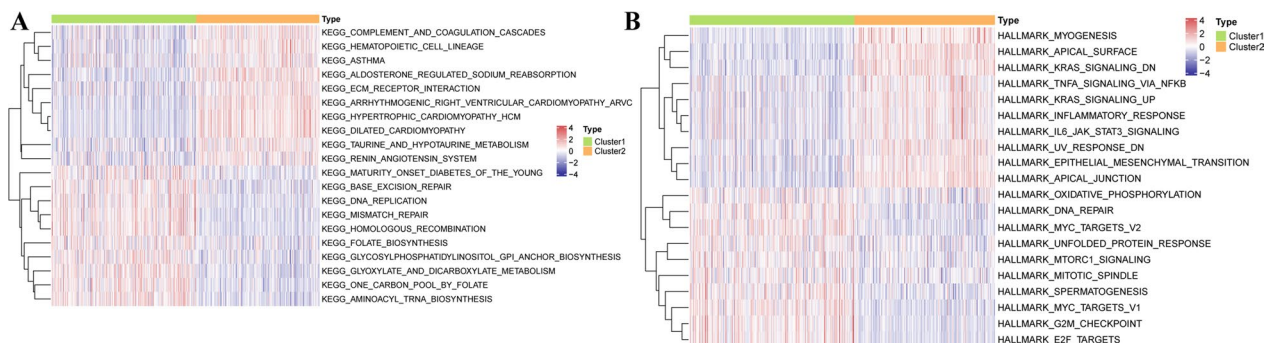 A
Type
KEGG_COMPLEMENT_AND_COAGULATION_CASCADES
KEGG_HEMATOPOIETIC_CELL_LINEAGE
KEGG_ASTHMA
KEGG_ALDOSTERONE_REGULATED_SODIUM_REABSORPTION
KEGG_ECM_RECEPTOR_INTERACTION
KEGG_ARRHYTHMOGENIC_RIGHT_VENTRICULAR_CARDIOMYOPATHY_ARVC
KEGG_HYPERTROPHIC_CARDIOMYOPATHY_HCM
KEGG_DILATED_CARDIOMYOPATHY
KEGG_TAURINE_AND_HYPOTAURINE_METABOLISM
KEGG_RENIN_ANGIOTENSIN_SYSTEM
KEGG_MATURITY_ONSET_DIABETES_OF_THE_YOUNG
KEGG_BASE_EXCISION_REPAIR
KEGG_DNA_REPLICATION
KEGG_MISMATCH_REPAIR
KEGG_HOMOLOGOUS_RECOMBINATION
KEGG_FOLATE_BIOSYNTHESIS
KEGG_GLYCOSYLPHOSPHATIDYLINOSITOL_GPI_ANCHOR_BIOSYNTHESIS
KEGG_GLYOXYLATE_AND_DICARBOXYLATE_METABOLISM
KEGG_ONE_CARBON_POOL_BY_FOLATE
KEGG_AMINOACYL_TRNA_BIOSYNTHESIS
4
2
0
−2
−4
Type
Cluster1
Cluster2
B
Type
HALLMARK_MYOGENESIS
HALLMARK_APICAL_SURFACE
HALLMARK_KRAS_SIGNALING_DN
HALLMARK_TNFA_SIGNALING_VIA_NFKB
HALLMARK_KRAS_SIGNALING_UP
HALLMARK_INFLAMMATORY_RESPONSE
HALLMARK_IL6_JAK_STAT3_SIGNALING
HALLMARK_UV_RESPONSE_DN
HALLMARK_EPITHELIAL_MESENCHYMAL_TRANSITION
HALLMARK_APICAL_JUNCTION
HALLMARK_OXIDATIVE_PHOSPHORYLATION
HALLMARK_DNA_REPAIR
HALLMARK_MYC_TARGETS_V2
HALLMARK_UNFOLDED_PROTEIN_RESPONSE
HALLMARK_MTORC1_SIGNALING
HALLMARK_MITOTIC_SPINDLE
HALLMARK_SPERMATOGENESIS
HALLMARK_MYC_TARGETS_V1
HALLMARK_G2M_CHECKPOINT
HALLMARK_E2F_TARGETS
4
2
0
−2
−4
Type
Cluster1
Cluster2